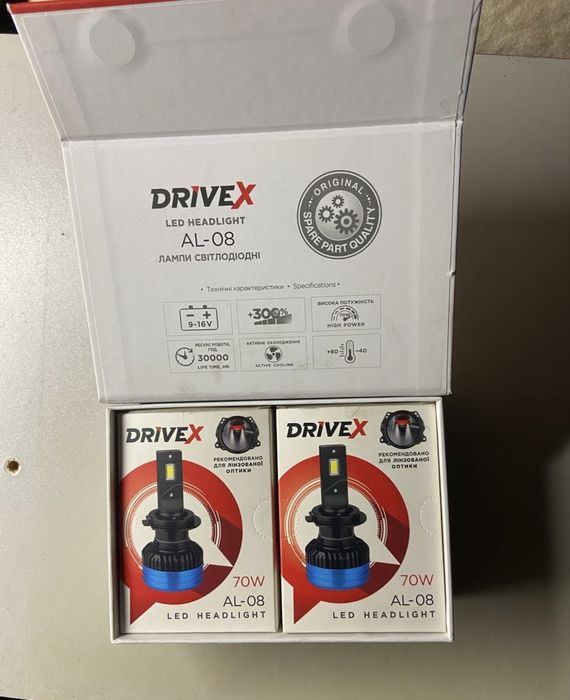 DRIVEX
LED HEADLIGHT
AL-08
ЛАМПИ СВІТЛОДІОДНІ
ORIGINAL
SPARE PART QUALITY
• Технічні характеристики • Specifications •
9-16V
+300%
ВИСОКА ПОТУЖНІСТЬ
70W
HIGH POWER
РЕСУРС РОБОТИ, ГОД.
30000
LIFE TIME, HR.
АКТИВНЕ ОХОЛОДЖЕННЯ
ACTIVE COOLING
+80
-40
DRIVEX
РЕКОМЕНДОВАНО
ДЛЯ ЛІНЗОВАНОЇ
ОПТИКИ
70W
AL-08
LED HEADLIGHT
DRIVEX
РЕКОМЕНДОВАНО
ДЛЯ ЛІНЗОВАНОЇ
ОПТИКИ
70W
AL-08
LED HEADLIGHT